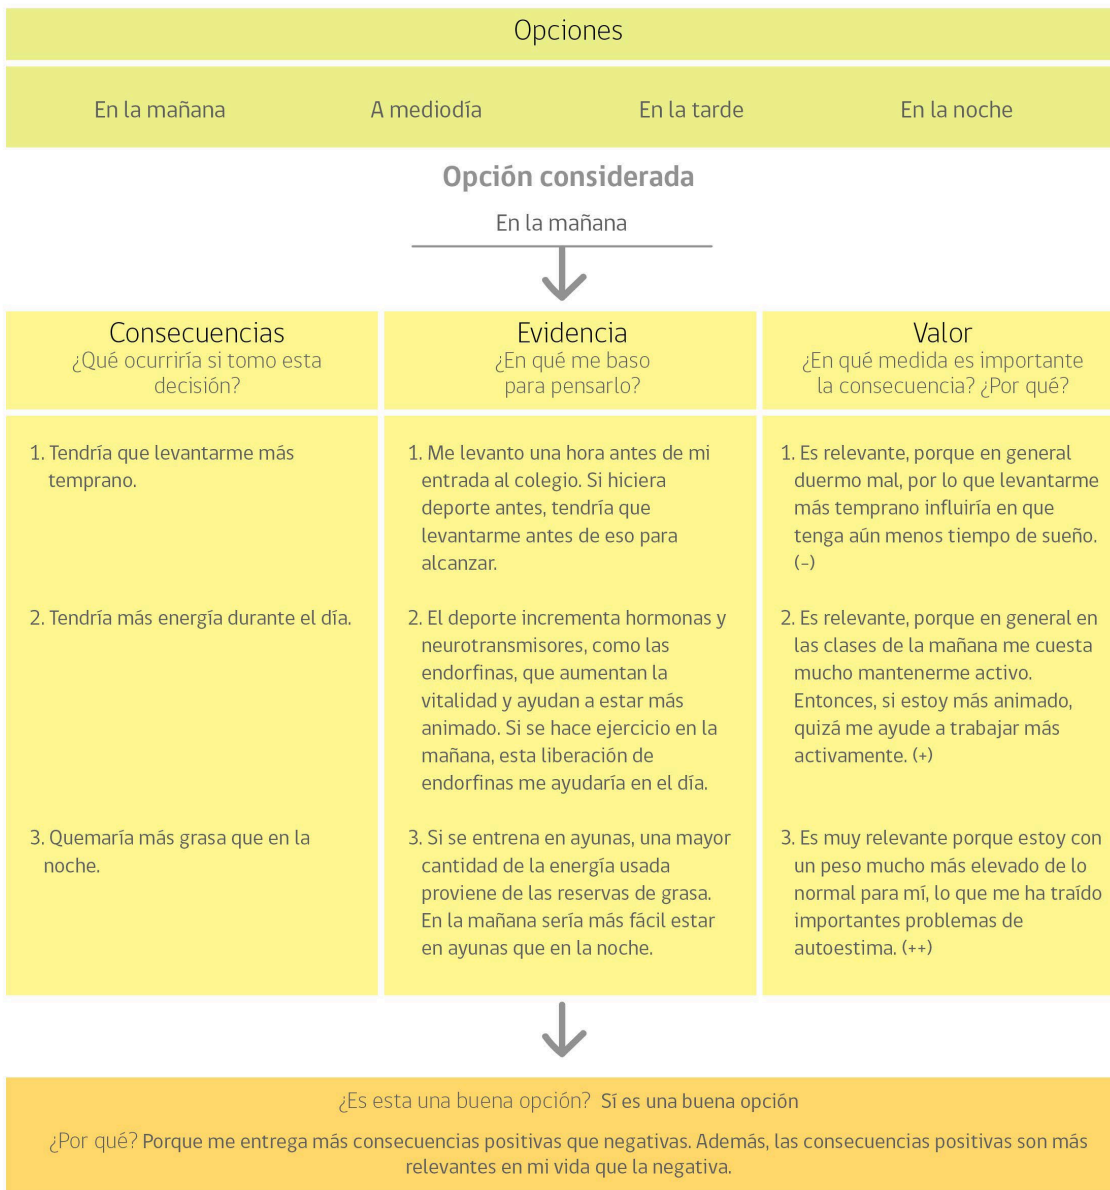 Opciones
En la mañana A mediodía En la tarde En la noche
Opción considerada
En la mañana
Consecuencias
¿Qué ocurriría si tomo esta
decisión?
Evidencia
¿En qué me baso
para pensarlo?
Valor
¿En qué medida es importante
la consecuencia? ¿Por qué?
1. Tendría que levantarme más
temprano.
1. Me levanto una hora antes de mi
entrada al colegio. Si hiciera
deporte antes, tendría que
levantarme antes de eso para
alcanzar.
1. Es relevante, porque en general
duermo mal, por lo que levantarme
más temprano influiría en que
tenga aún menos tiempo de sueño.
(–)
2. Tendría más energía durante el día.
2. El deporte incrementa hormonas y
neurotransmisores, como las
endorfinas, que aumentan la
vitalidad y ayudan a estar más
animado. Si se hace ejercicio en la
mañana, esta liberación de
endorfinas me ayudaría en el día.
2. Es relevante, porque en general en
las clases de la mañana me cuesta
mucho mantenerme activo.
Entonces, si estoy más animado,
quizá me ayude a trabajar más
activamente. (+)
3. Quemaría más grasa que en la
noche.
3. Si se entrena en ayunas, una mayor
cantidad de la energía usada
proviene de las reservas de grasa.
En la mañana sería más fácil estar
en ayunas que en la noche.
3. Es muy relevante porque estoy con
un peso mucho más elevado de lo
normal para mí, lo que me ha traído
importantes problemas de
autoestima. (++)
¿Es esta una buena opción? Sí es una buena opción
¿Por qué? Porque me entrega más consecuencias positivas que negativas. Además, las consecuencias positivas son más
relevantes en mi vida que la negativa.